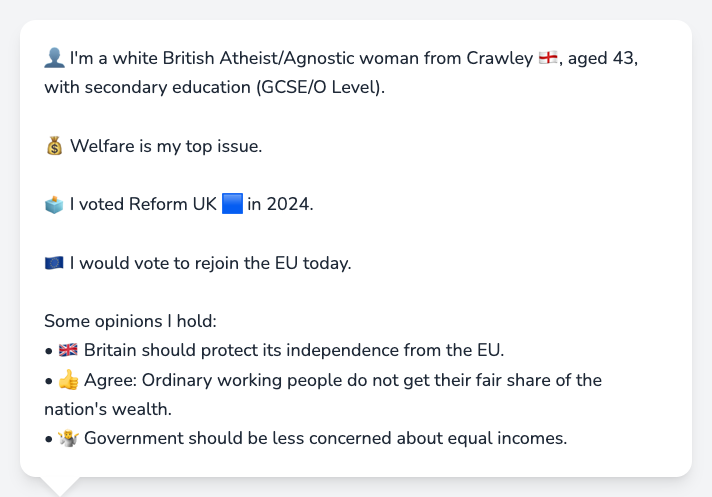 👤 I'm a white British Atheist/Agnostic woman from Crawley 🏴󠁧󠁢󠁥󠁮󠁧󠁿, aged 43,
with secondary education (GCSE/O Level).
💰 Welfare is my top issue.
🗳️ I voted Reform UK 🟦 in 2024.
🇪🇺 I would vote to rejoin the EU today.
Some opinions I hold:
• 🇬🇧 Britain should protect its independence from the EU.
• 👍 Agree: Ordinary working people do not get their fair share of the
nation's wealth.
• 🤷 Government should be less concerned about equal incomes.